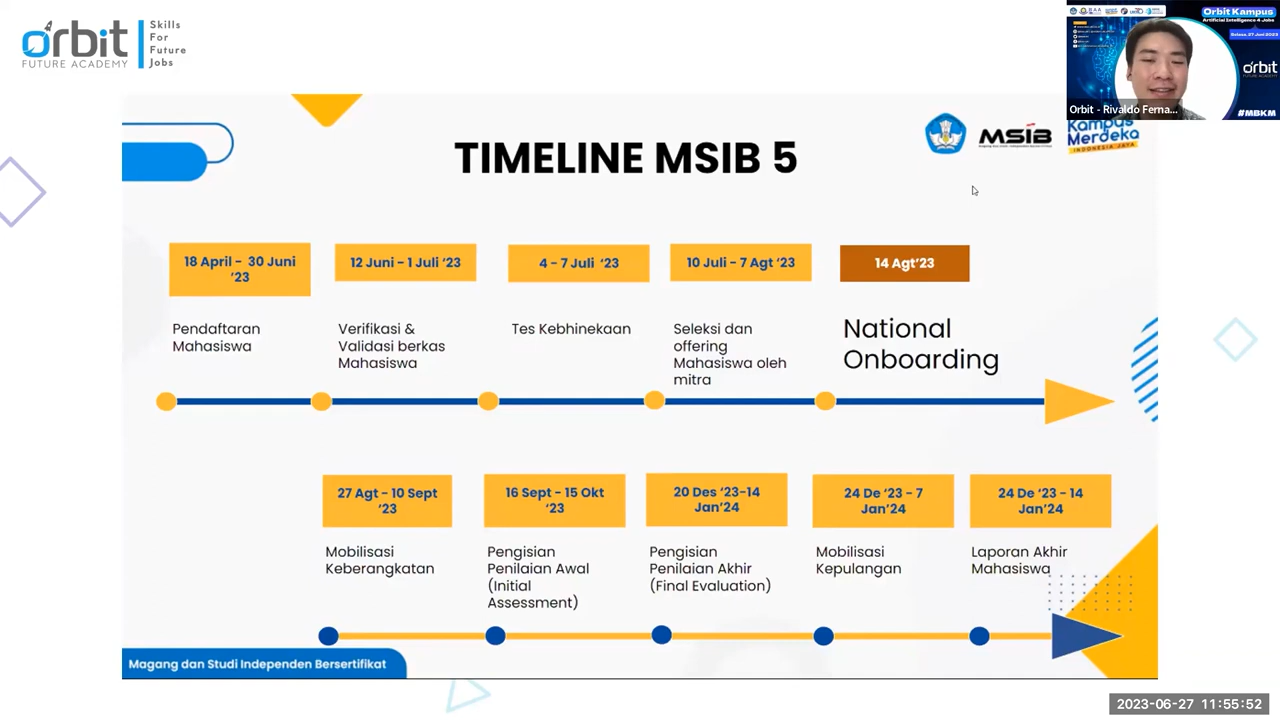 orbit
FUTURE ACADEMY
Skills
For
Future
Jobs
Orbit Kampus
Artificial Intelligence 4 Jobs
Selasa, 27 Juni 2023
orbit
#MBKM
Orbit - Rivaldo Ferna...
MSIB
Kampus
Merdeka
INDONESIA JAYA
TIMELINE MSIB 5
18 April - 30 Juni
'23
12 Juni - 1 Juli '23
4 - 7 Juli '23
10 Juli - 7 Agt '23
14 Agt'23
Pendaftaran
Mahasiswa
Verifikasi &
Validasi berkas
Mahasiswa
Tes Kebhinekaan
Seleksi dan
offering
Mahasiswa oleh
mitra
National
Onboarding
27 Agt - 10 Sept
'23
16 Sept - 15 Okt
'23
20 Des '23-14
Jan'24
24 De '23 - 7
Jan'24
24 De '23 - 14
Jan'24
Mobilisasi
Keberangkatan
Pengisian
Penilaian Awal
(Initial
Assessment)
Pengisian
Penilaian Akhir
(Final Evaluation)
Mobilisasi
Kepulangan
Laporan Akhir
Mahasiswa
Magang dan Studi Independen Bersertifikat
2023-06-27 11:55:52